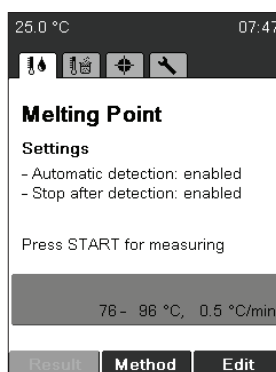 25.0 °C 07:47
Melting Point
Settings
- Automatic detection: enabled
- Stop after detection: enabled
Press START for measuring
76- 96 °C, 0.5 °C/min
Result Method Edit